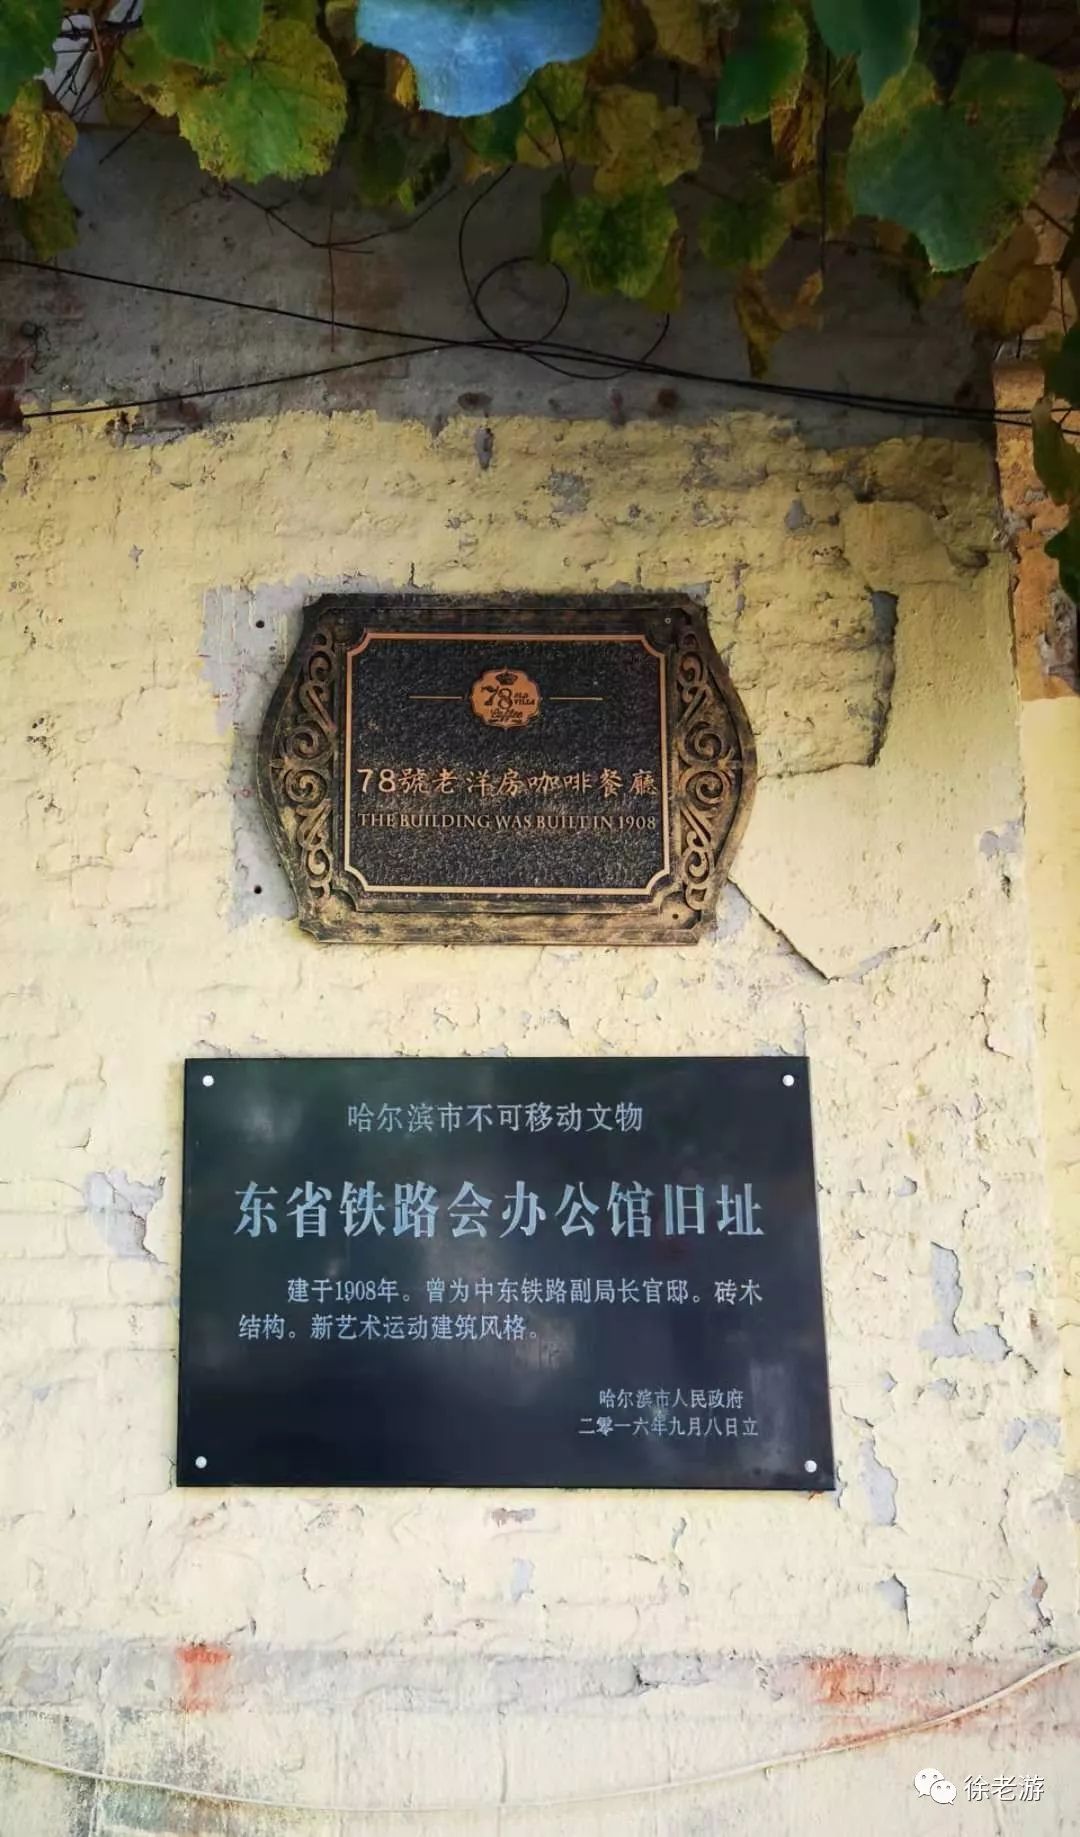 78 OLD VILLA
Coffee
78號老洋房咖啡餐廳
THE BUILDING WAS BUILT IN 1908
哈尔滨市不可移动文物
东省铁路会办公馆旧址
建于1908年。曾为中东铁路副局长官邸。砖木
结构。新艺术运动建筑风格。
哈尔滨市人民政府
二零一六年九月八日立
徐老游